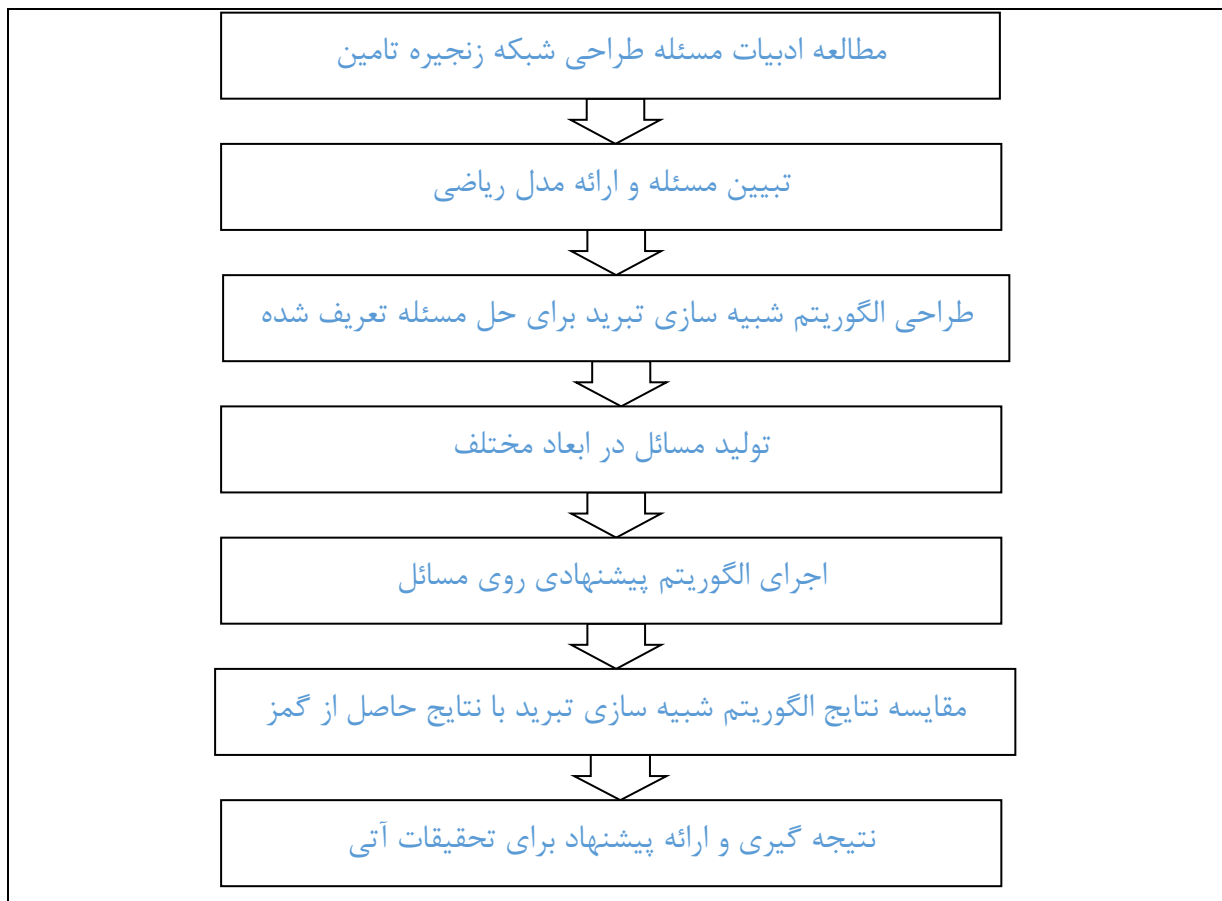 مطالعه ادبیات مسئله طراحی شبکه زنجیره تامین
تبیین مسئله و ارائه مدل ریاضی
طراحی الگوریتم شبیه سازی تبرید برای حل مسئله تعریف شده
تولید مسائل در ابعاد مختلف
اجرای الگوریتم پیشنهادی روی مسائل
مقایسه نتایج الگوریتم شبیه سازی تبرید با نتایج حاصل از گمز
نتیجه گیری و ارائه پیشنهاد برای تحقیقات آتی